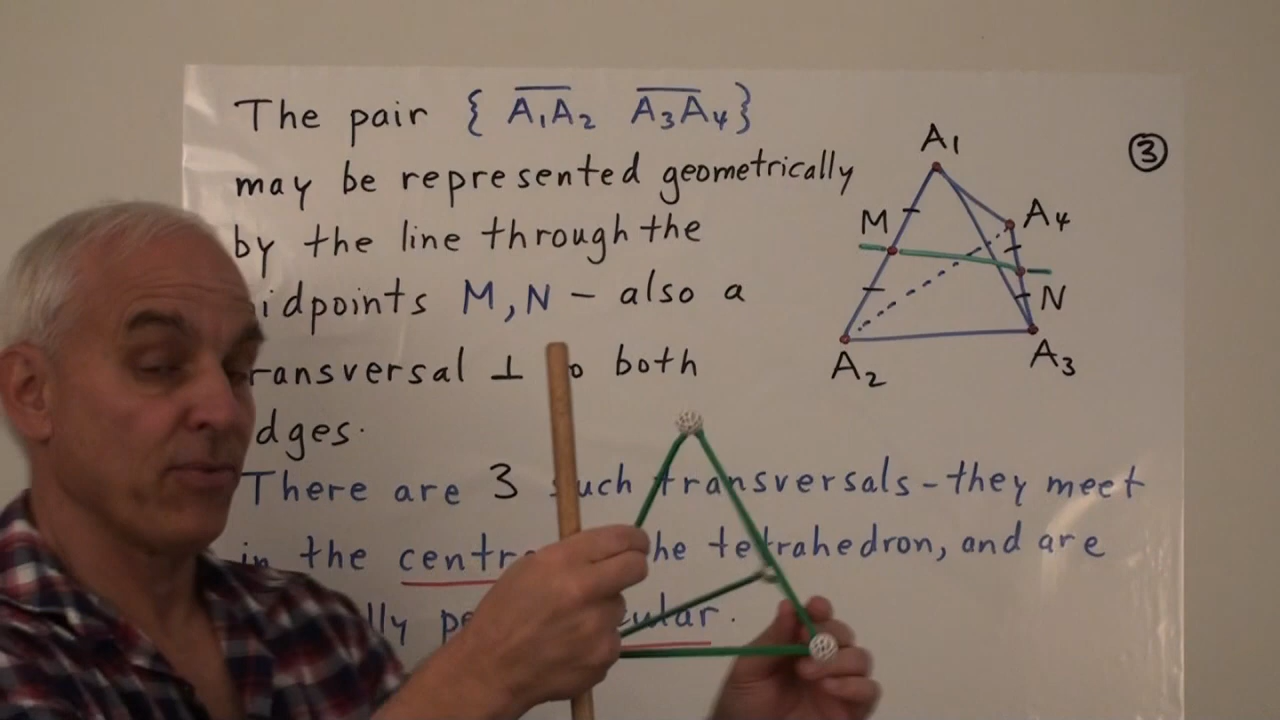 The pair { A₁A₂ A₃A₄}
may be represented geometrically
by the line through the
idpoints M, N - also a
ransversal ⊥ both
dges.
There are 3 such transversals - they meet
in the centr he tetrahedron, and are
lly pe cular.
③
A₁
A₄
M
N
A₂
A₃